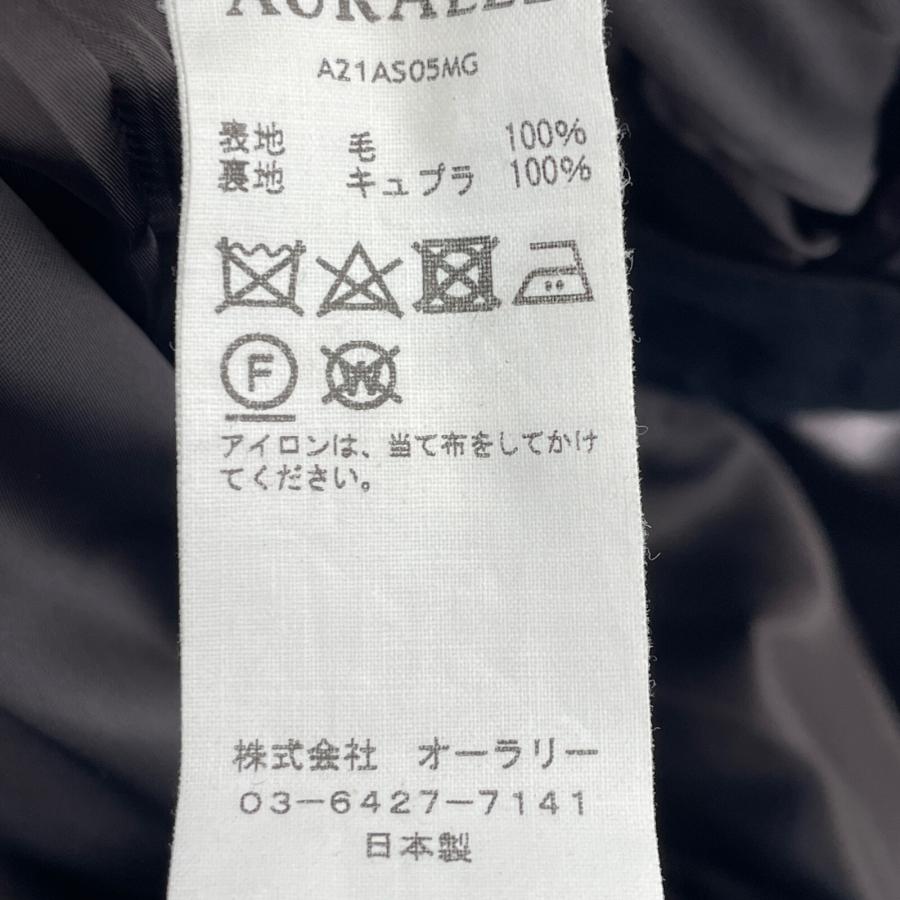 AURALEE
A21AS05MG
表地 毛 100%
裏地 キュプラ 100%
F W
アイロンは、当て布をしてかけ
てください。
株式会社 オーラリー
03-6427-7141
日本製